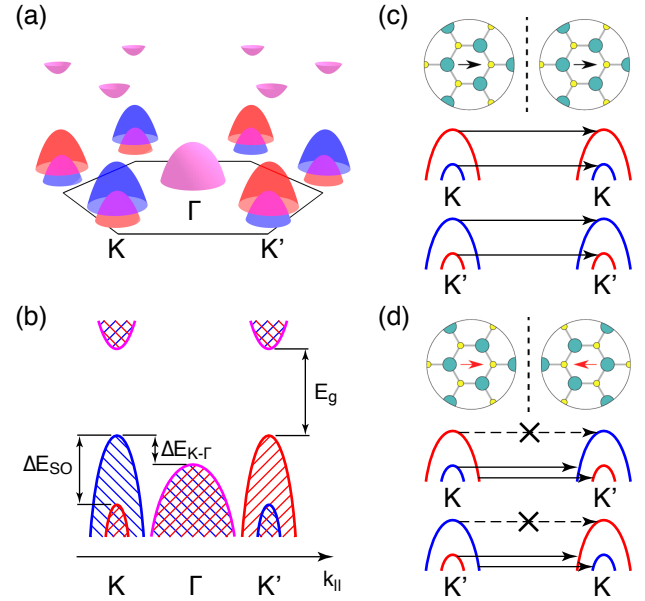 (a)
Γ
K
K'
(b)
E_g
ΔE_SO
ΔE_K-Γ
K
Γ
K'
k_||
(c)
K
K
K'
K'
(d)
K
K'
K'
K